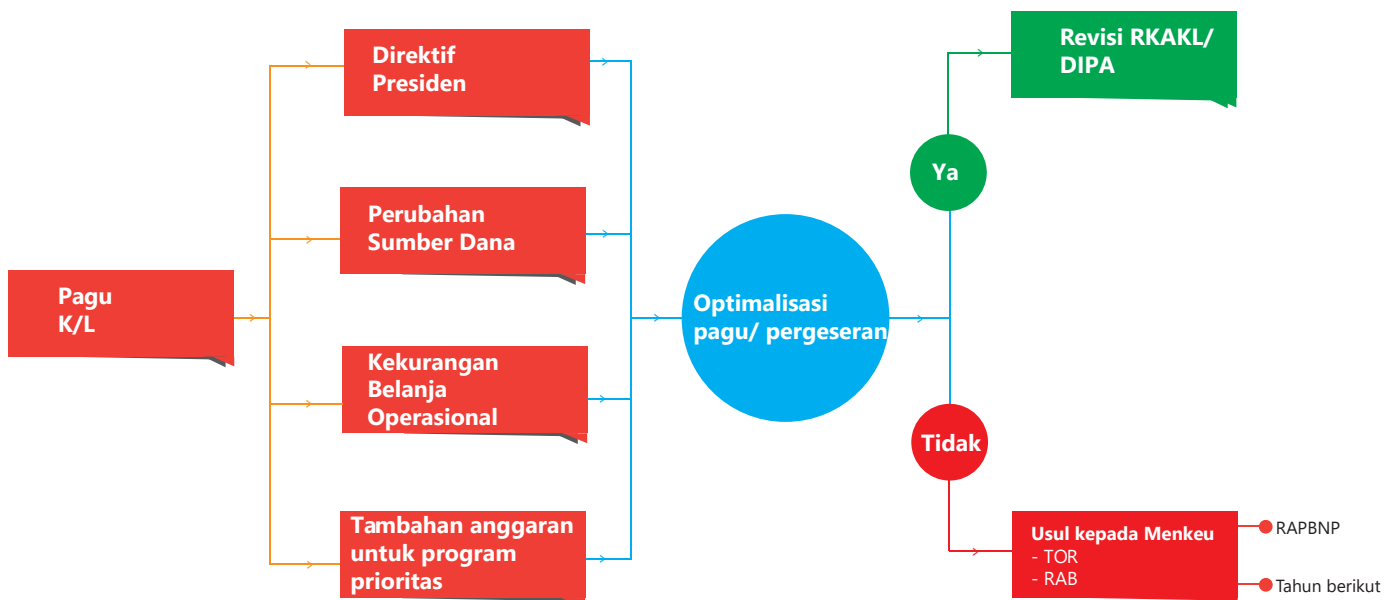 Pagu
K/L
Direktif
Presiden
Perubahan
Sumber Dana
Kekurangan
Belanja
Operasional
Tambahan anggaran
untuk program
prioritas
Optimalisasi
pagu/ pergeseran
Ya
Revisi RKAKL/
DIPA
Tidak
Usul kepada Menkeu
- TOR
- RAB
RAPBNP
Tahun berikut